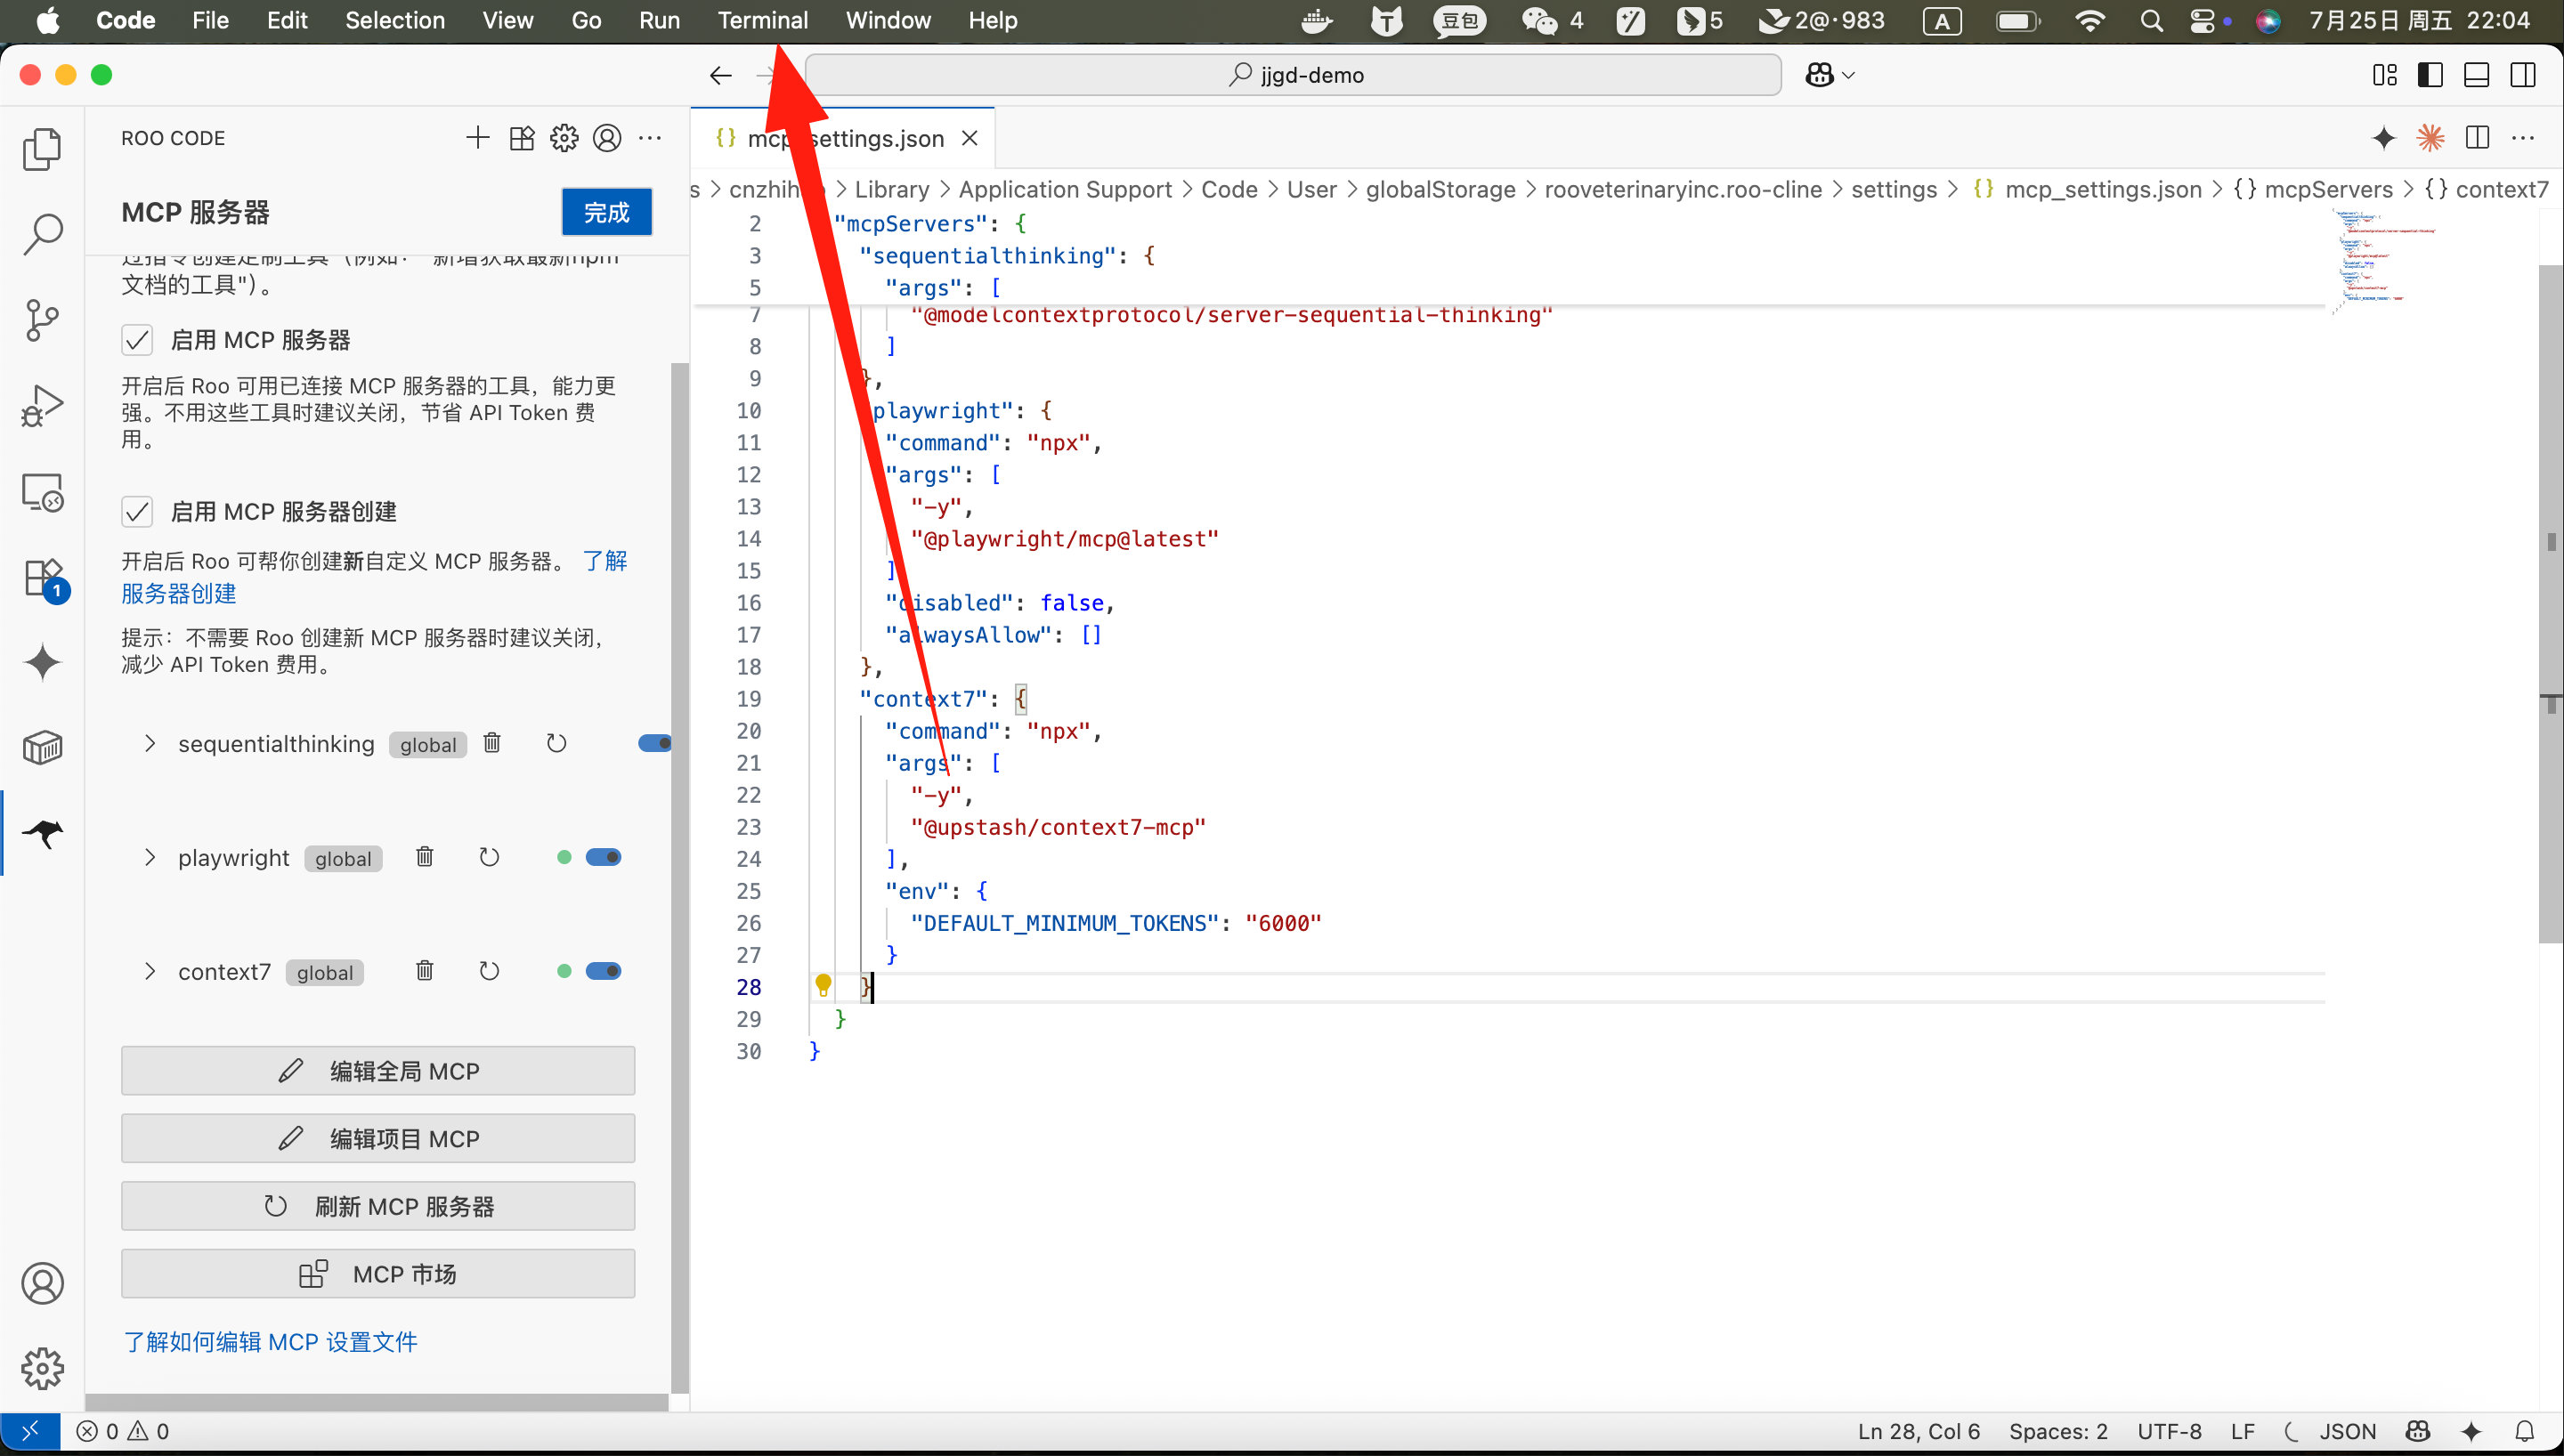 Code File Edit Selection View Go Run Terminal Window Help 豆包 4 5 2@·983 A 7月25日 周五 22:04
jjgd-demo
ROO CODE
MCP 服务器
完成
文档的工具")。
启用 MCP 服务器
开启后 Roo 可用已连接 MCP 服务器的工具，能力更
强。不用这些工具时建议关闭，节省 API Token 费
用。
启用 MCP 服务器创建
开启后 Roo 可帮你创建新自定义 MCP 服务器。 了解
服务器创建
提示：不需要 Roo 创建新 MCP 服务器时建议关闭，
减少 API Token 费用。
1
sequentialthinking global
playwright global
context7 global
编辑全局 MCP
编辑项目 MCP
刷新 MCP 服务器
MCP 市场
了解如何编辑 MCP 设置文件
{} settings.json
s > > Library > Application Support > Code > User > globalStorage > rooveterinaryinc.roo-cline > settings > {} mcp_settings.json > {} mcpServers > {} context7
2 "mcpServers": {
3 "sequentialthinking": {
5 "args": [
7 "@modelcontextprotocol/server-sequential-thinking"
8 ]
9 },
10 playwright": {
11 "command": "npx",
12 "args": [
13 "-y",
14 "@playwright/mcp@latest"
15 ]
16 "disabled": false,
17 "alwaysAllow": []
18 },
19 "context7": {
20 "command": "npx",
21 "args": [
22 "-y",
23 "@upstash/context7-mcp"
24 ],
25 "env": {
26 "DEFAULT_MINIMUM_TOKENS": "6000"
27 }
28 }
29 }
30 }
0 0
Ln 28, Col 6 Spaces: 2 UTF-8 LF JSON